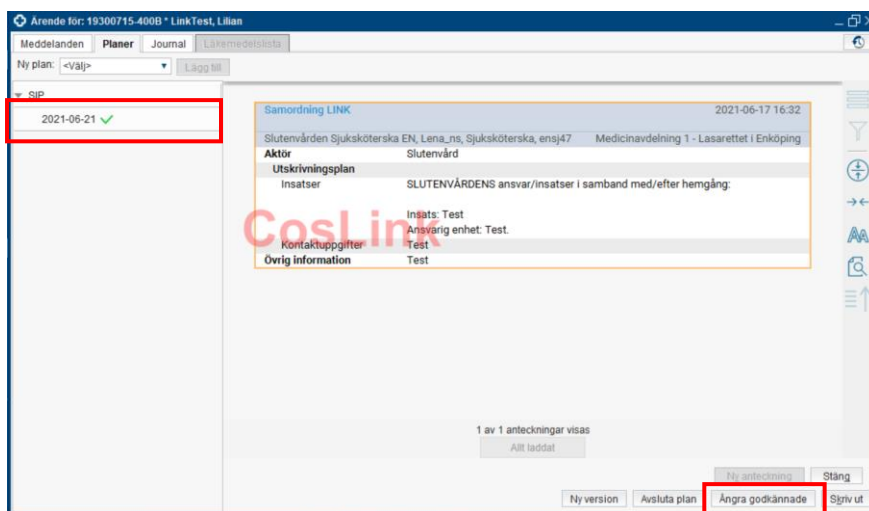 Ärende för: 19300715-400B * LinkTest, Lilian
Meddelanden Planer Journal Läkemedelslista
Ny plan: <Välj> Lägg till
SIP
2021-06-21
Samordning LINK 2021-06-17 16:32
Slutenvården Sjuksköterska EN, Lena_ns, Sjuksköterska, ensj47 Medicinavdelning 1 - Lasarettet i Enköping
Aktör Slutenvård
Utskrivningsplan
Insatser SLUTENVÅRDENS ansvar/insatser i samband med/efter hemgång:
Insats: Test
Ansvarig enhet: Test.
CosLink
Kontaktuppgifter Test
Övrig information Test
AA
1 av 1 anteckningar visas
Allt laddat
Ny anteckning Stäng
Ny version Avsluta plan Ångra godkännade Skriv ut